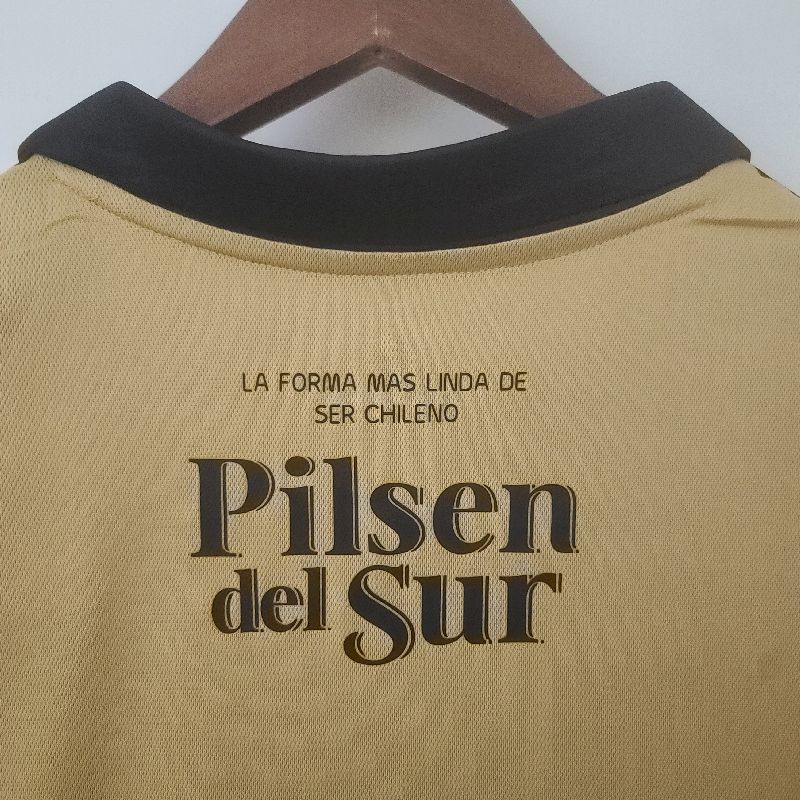 LA FORMA MAS LINDA DE
SER CHILENO
Pilsen
del Sur